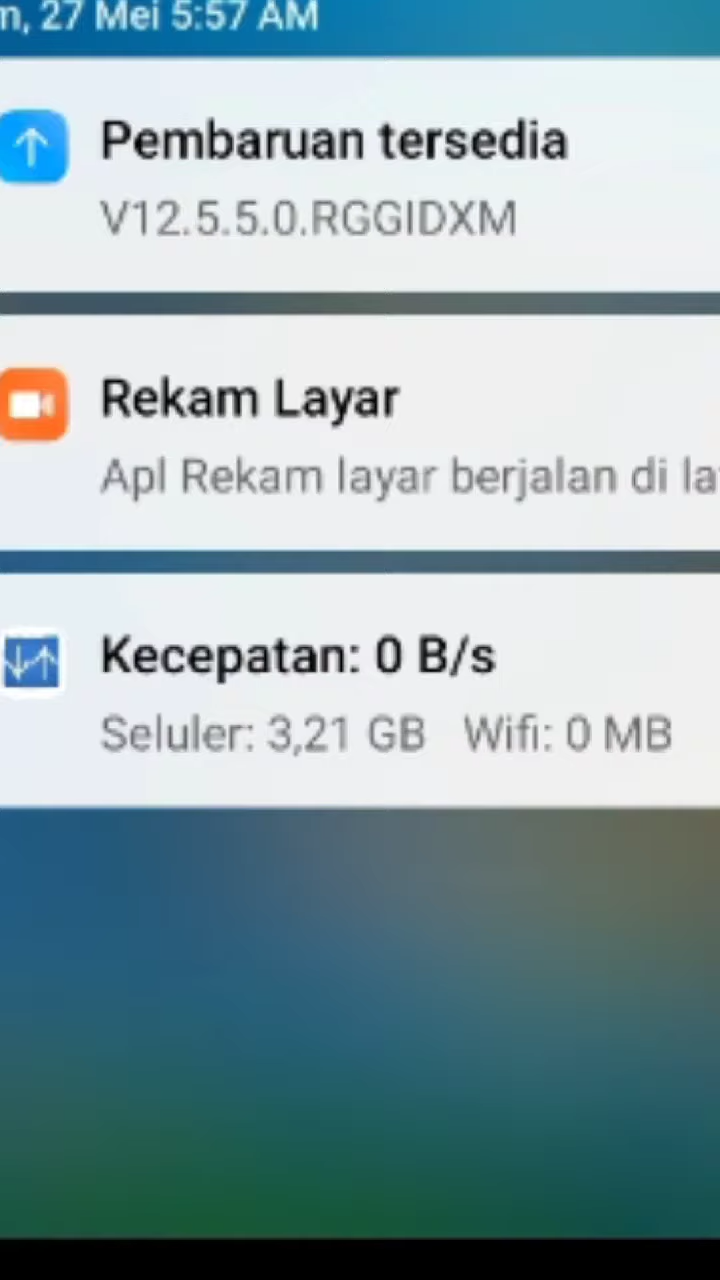 27 Mei 5:57 AM
Pembaruan tersedia
V12.5.5.0.RGGIDXM
Rekam Layar
Apl Rekam layar berjalan di
Kecepatan: 0 B/s
Seluler: 3,21 GB Wifi: 0 MB